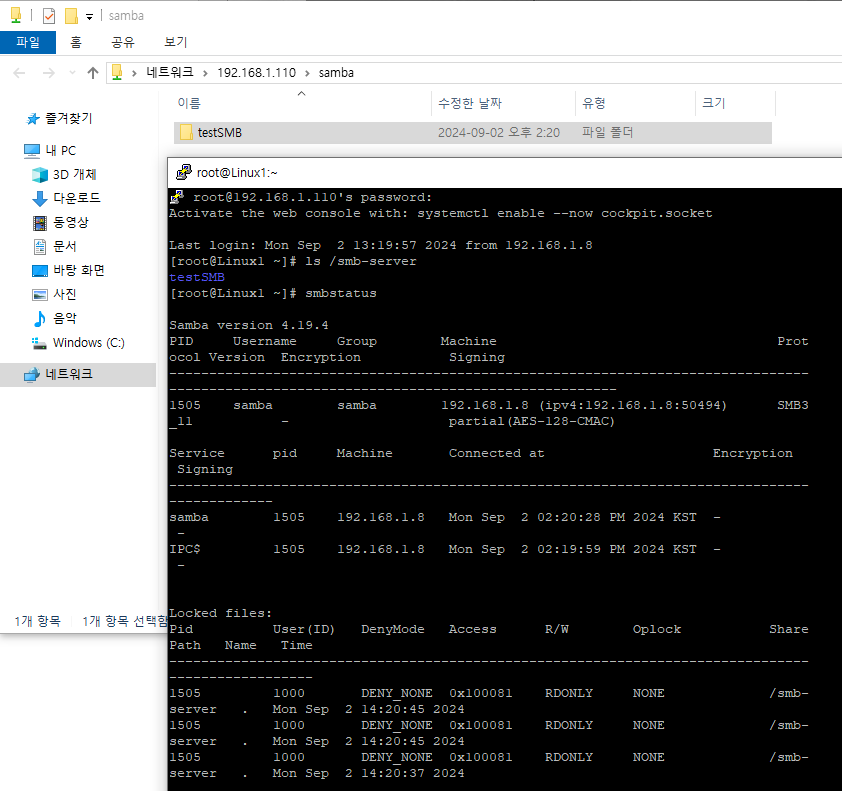 samba
파일 홈 공유 보기
네트워크 192.168.1.110 samba
이름 수정한 날짜 유형 크기
즐겨찾기
testSMB 2024-09-02 오후 2:20 파일 폴더
내 PC
3D 개체
다운로드
동영상
문서
바탕 화면
사진
음악
Windows (C:)
네트워크
1개 항목 1개 항목 선택함
root@Linux1:~
root@192.168.1.110's password:
Activate the web console with: systemctl enable --now cockpit.socket
Last login: Mon Sep  2 13:19:57 2024 from 192.168.1.8
[root@Linux1 ~]# ls /smb-server
testSMB
[root@Linux1 ~]# smbstatus
Samba version 4.19.4
PID     Username     Group        Machine                                   Prot
ocol Version  Encryption           Signing
--------------------------------------------------------------------------------
--------------------------------------------------------
1505    samba        samba        192.168.1.8 (ipv4:192.168.1.8:50494)      SMB3
_11           -                    partial(AES-128-CMAC)
Service      pid     Machine       Connected at                     Encryption
 Signing
--------------------------------------------------------------------------------
-------------
samba        1505    192.168.1.8   Mon Sep  2 02:20:28 PM 2024 KST  -
 -
IPC$         1505    192.168.1.8   Mon Sep  2 02:19:59 PM 2024 KST  -
 -
Locked files:
Pid          User(ID)   DenyMode   Access      R/W        Oplock           Share
Path   Name   Time
--------------------------------------------------------------------------------
------------------
1505         1000       DENY_NONE  0x100081    RDONLY     NONE             /smb-
server   .   Mon Sep  2 14:20:45 2024
1505         1000       DENY_NONE  0x100081    RDONLY     NONE             /smb-
server   .   Mon Sep  2 14:20:45 2024
1505         1000       DENY_NONE  0x100081    RDONLY     NONE             /smb-
server   .   Mon Sep  2 14:20:37 2024